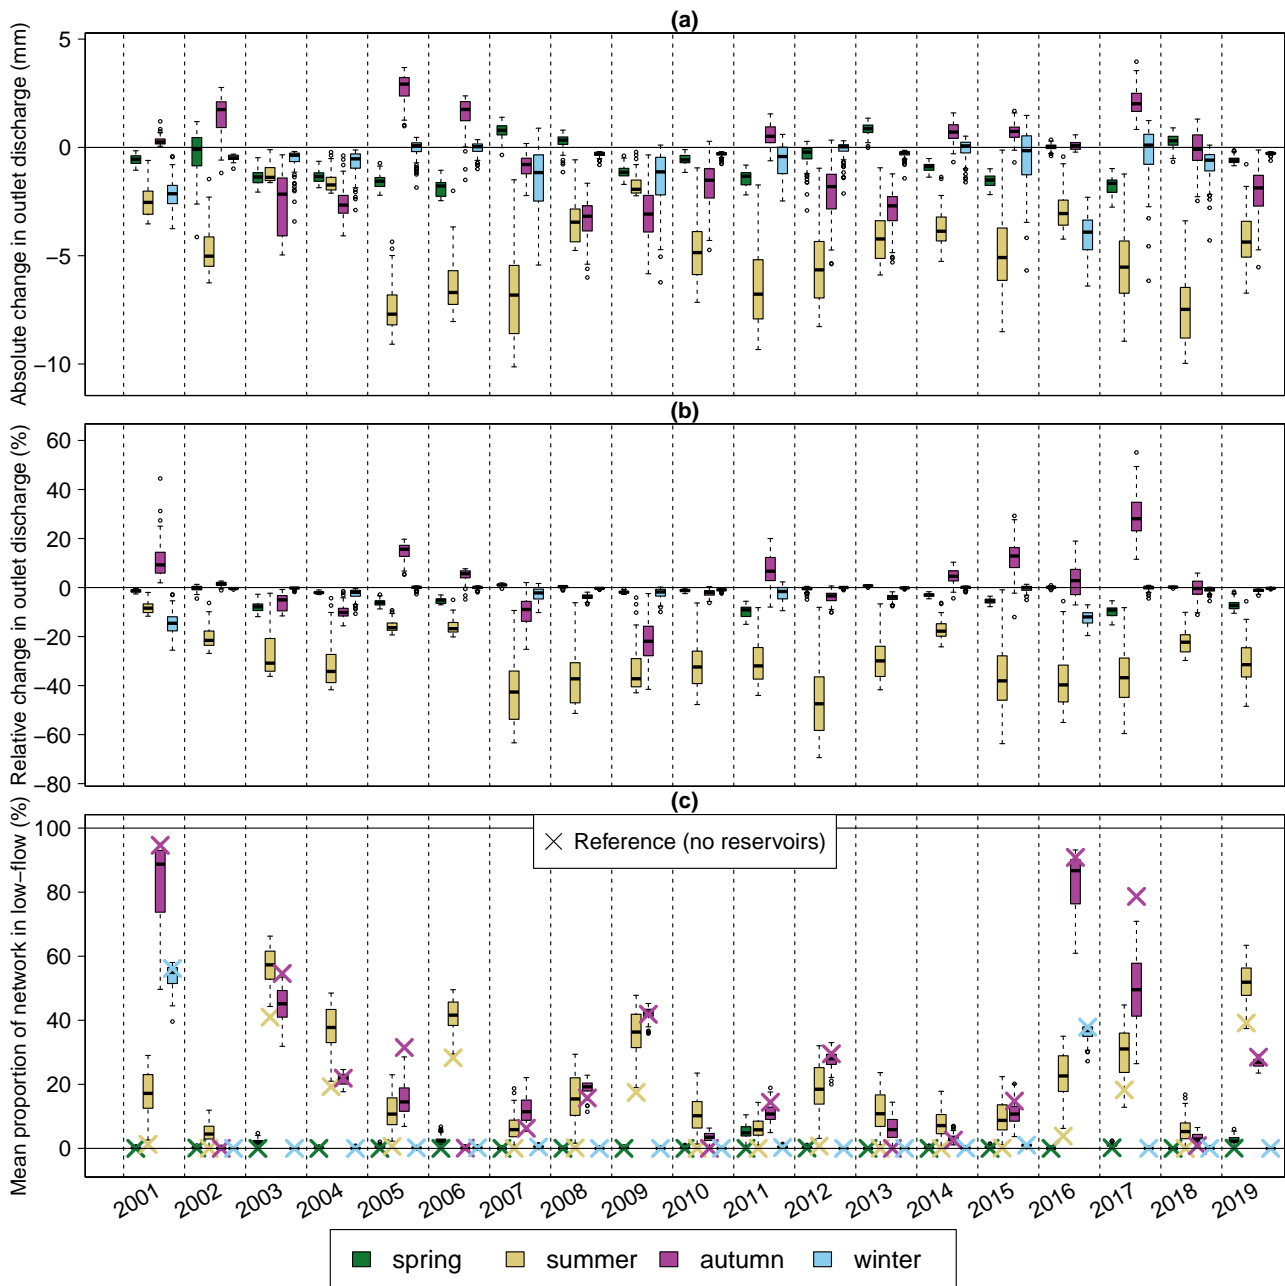 (a)
Absolute change in outlet discharge (mm)
5
0
−5
−10
(b)
Relative change in outlet discharge (%)
60
40
20
0
−20
−40
−60
−80
(c)
Mean proportion of network in low−flow (%)
100
80
60
40
20
0
Reference (no reservoirs)
2001 2002 2003 2004 2005 2006 2007 2008 2009 2010 2011 2012 2013 2014 2015 2016 2017 2018 2019
spring summer autumn winter